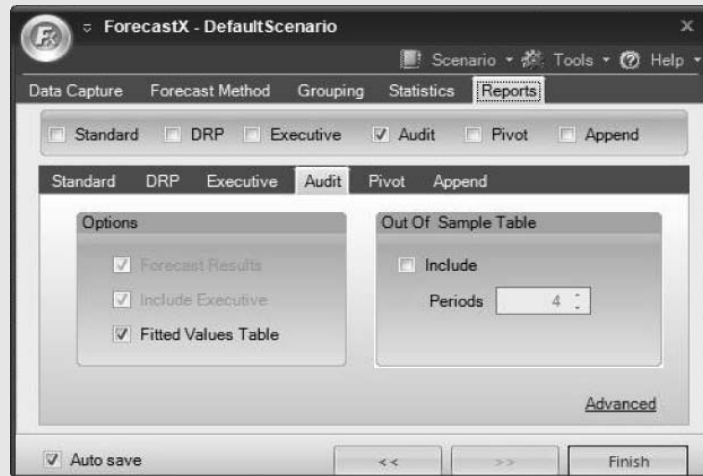 ForecastX - DefaultScenario
Scenario Tools Help
Data Capture Forecast Method Grouping Statistics Reports
Standard DRP Executive Audit Pivot Append
Standard DRP Executive Audit Pivot Append
Options Out Of Sample Table
Forecast Results Include
Include Executive Periods 4
Fitted Values Table
Advanced
Auto save << >> Finish